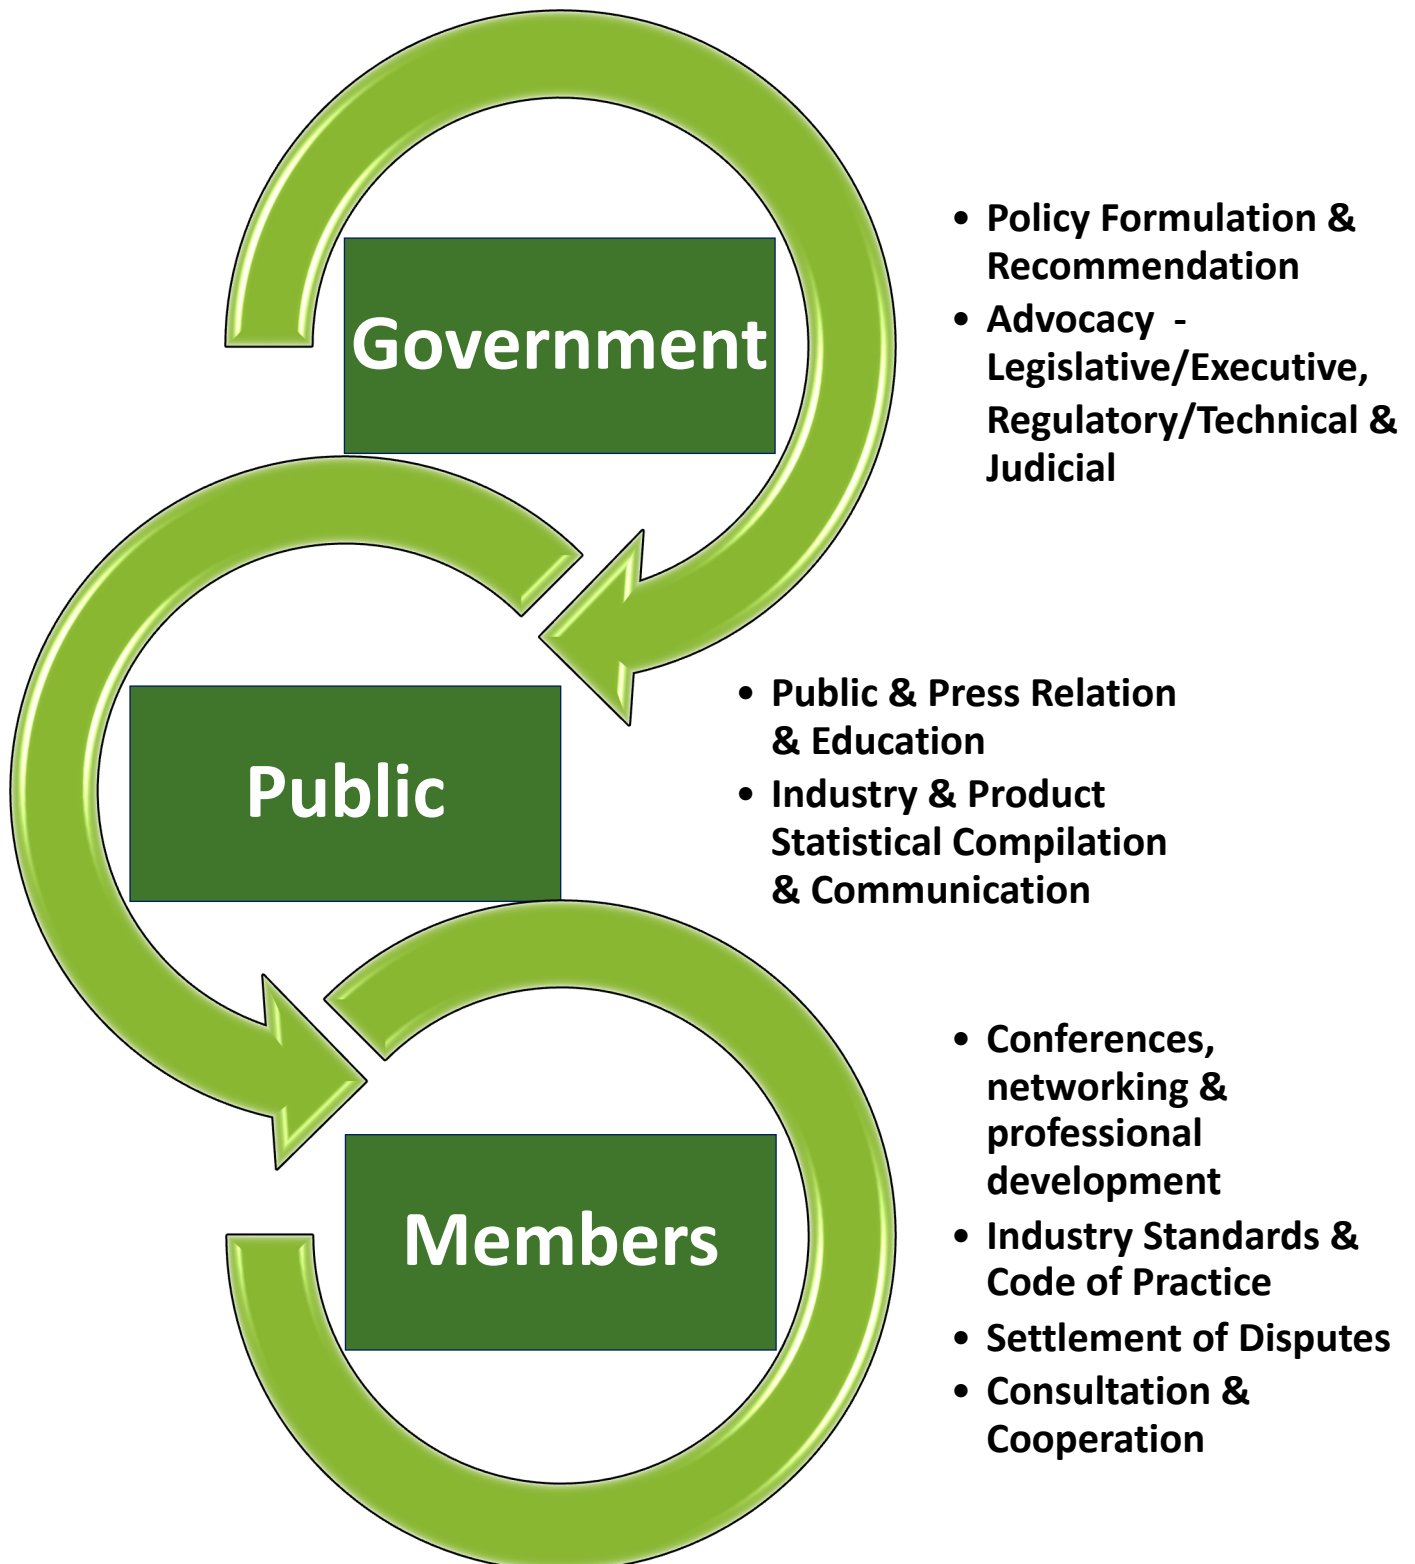 Government
• Policy Formulation &
Recommendation
• Advocacy -
Legislative/Executive,
Regulatory/Technical &
Judicial
Public
• Public & Press Relation
& Education
• Industry & Product
Statistical Compilation
& Communication
Members
• Conferences,
networking &
professional
development
• Industry Standards &
Code of Practice
• Settlement of Disputes
• Consultation &
Cooperation